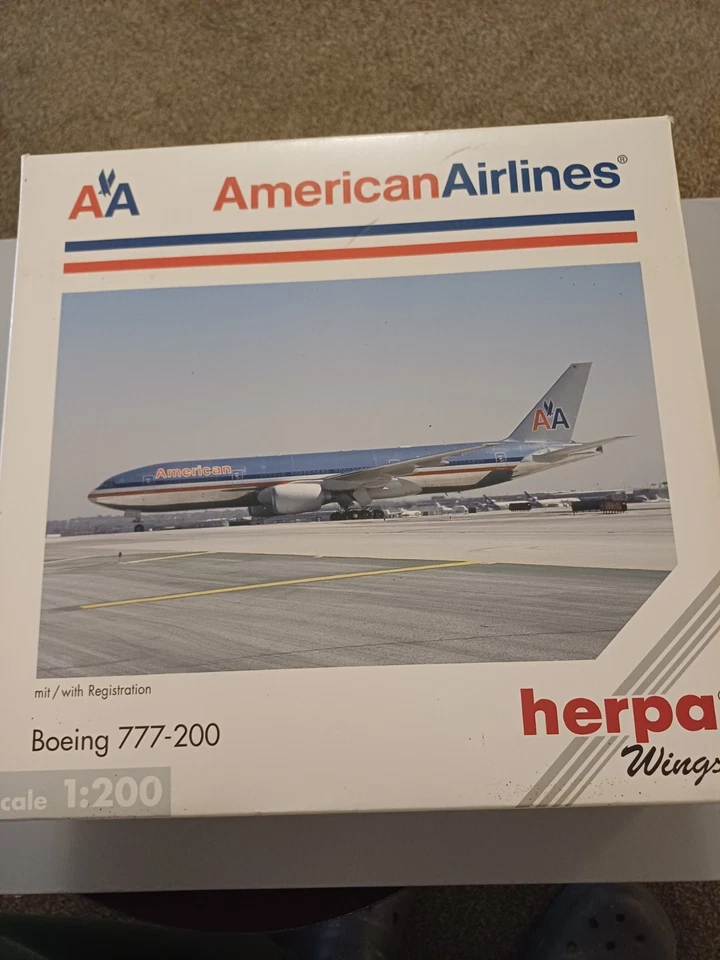 AA
AmericanAirlines®
American
AA
mit/with Registration
Boeing 777-200
herpa
Wings
cale 1:200